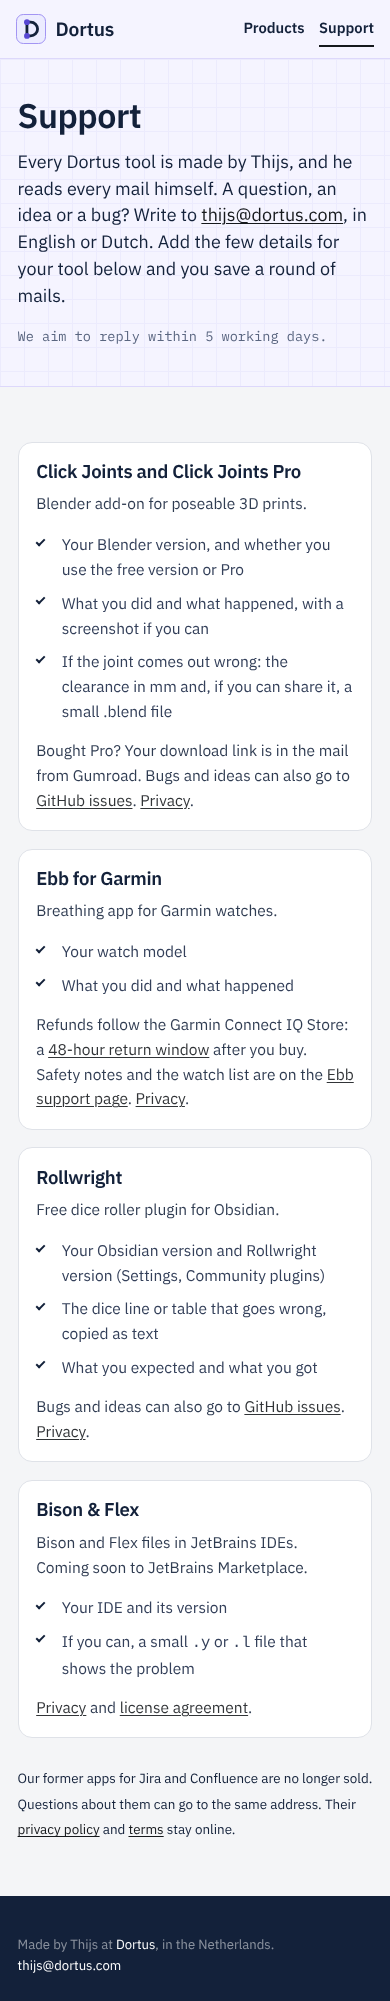 Dortus
Products Support
Support
Every Dortus tool is made by Thijs, and he
reads every mail himself. A question, an
idea or a bug? Write to thijs@dortus.com, in
English or Dutch. Add the few details for
your tool below and you save a round of
mails.
We aim to reply within 5 working days.
Click Joints and Click Joints Pro
Blender add-on for poseable 3D prints.
Your Blender version, and whether you
use the free version or Pro
What you did and what happened, with a
screenshot if you can
If the joint comes out wrong: the
clearance in mm and, if you can share it, a
small .blend file
Bought Pro? Your download link is in the mail
from Gumroad. Bugs and ideas can also go to
GitHub issues. Privacy.
Ebb for Garmin
Breathing app for Garmin watches.
Your watch model
What you did and what happened
Refunds follow the Garmin Connect IQ Store:
a 48-hour return window after you buy.
Safety notes and the watch list are on the Ebb
support page. Privacy.
Rollwright
Free dice roller plugin for Obsidian.
Your Obsidian version and Rollwright
version (Settings, Community plugins)
The dice line or table that goes wrong,
copied as text
What you expected and what you got
Bugs and ideas can also go to GitHub issues.
Privacy.
Bison & Flex
Bison and Flex files in JetBrains IDEs.
Coming soon to JetBrains Marketplace.
Your IDE and its version
If you can, a small .y or .l file that
shows the problem
Privacy and license agreement.
Our former apps for Jira and Confluence are no longer sold.
Questions about them can go to the same address. Their
privacy policy and terms stay online.
Made by Thijs at Dortus, in the Netherlands.
thijs@dortus.com